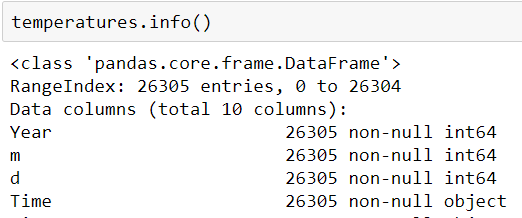 temperatures.info()
<class 'pandas.core.frame.DataFrame'>
RangeIndex: 26305 entries, 0 to 26304
Data columns (total 10 columns):
Year 26305 non-null int64
m 26305 non-null int64
d 26305 non-null int64
Time 26305 non-null object